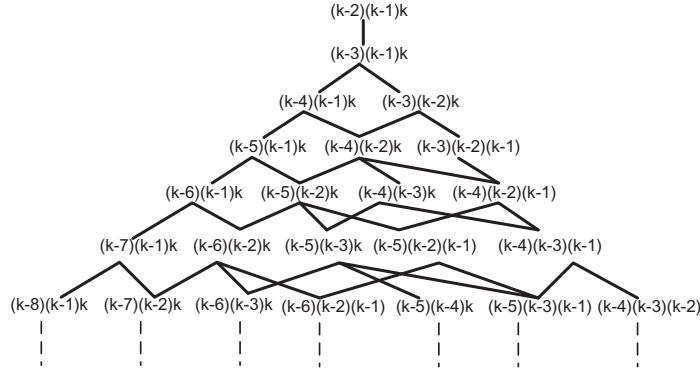 (k-2)(k-1)k
(k-3)(k-1)k
(k-4)(k-1)k (k-3)(k-2)k
(k-5)(k-1)k (k-4)(k-2)k (k-3)(k-2)(k-1)
(k-6)(k-1)k (k-5)(k-2)k (k-4)(k-3)k (k-4)(k-2)(k-1)
(k-7)(k-1)k (k-6)(k-2)k (k-5)(k-3)k (k-5)(k-2)(k-1) (k-4)(k-3)(k-1)
(k-8)(k-1)k (k-7)(k-2)k (k-6)(k-3)k (k-6)(k-2)(k-1) (k-5)(k-4)k (k-5)(k-3)(k-1) (k-4)(k-3)(k-2)